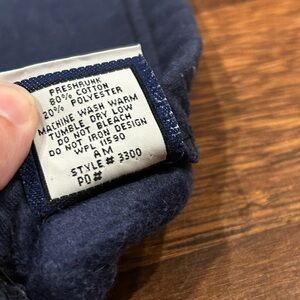 PRESHRUNK
80% COTTON
20% POLYESTER
MACHINE WASH WARM
TUMBLE DRY LOW
DO NOT BLEACH
DO NOT IRON DESIGN
WPL 11590
AM
STYLE # 3300
PO#